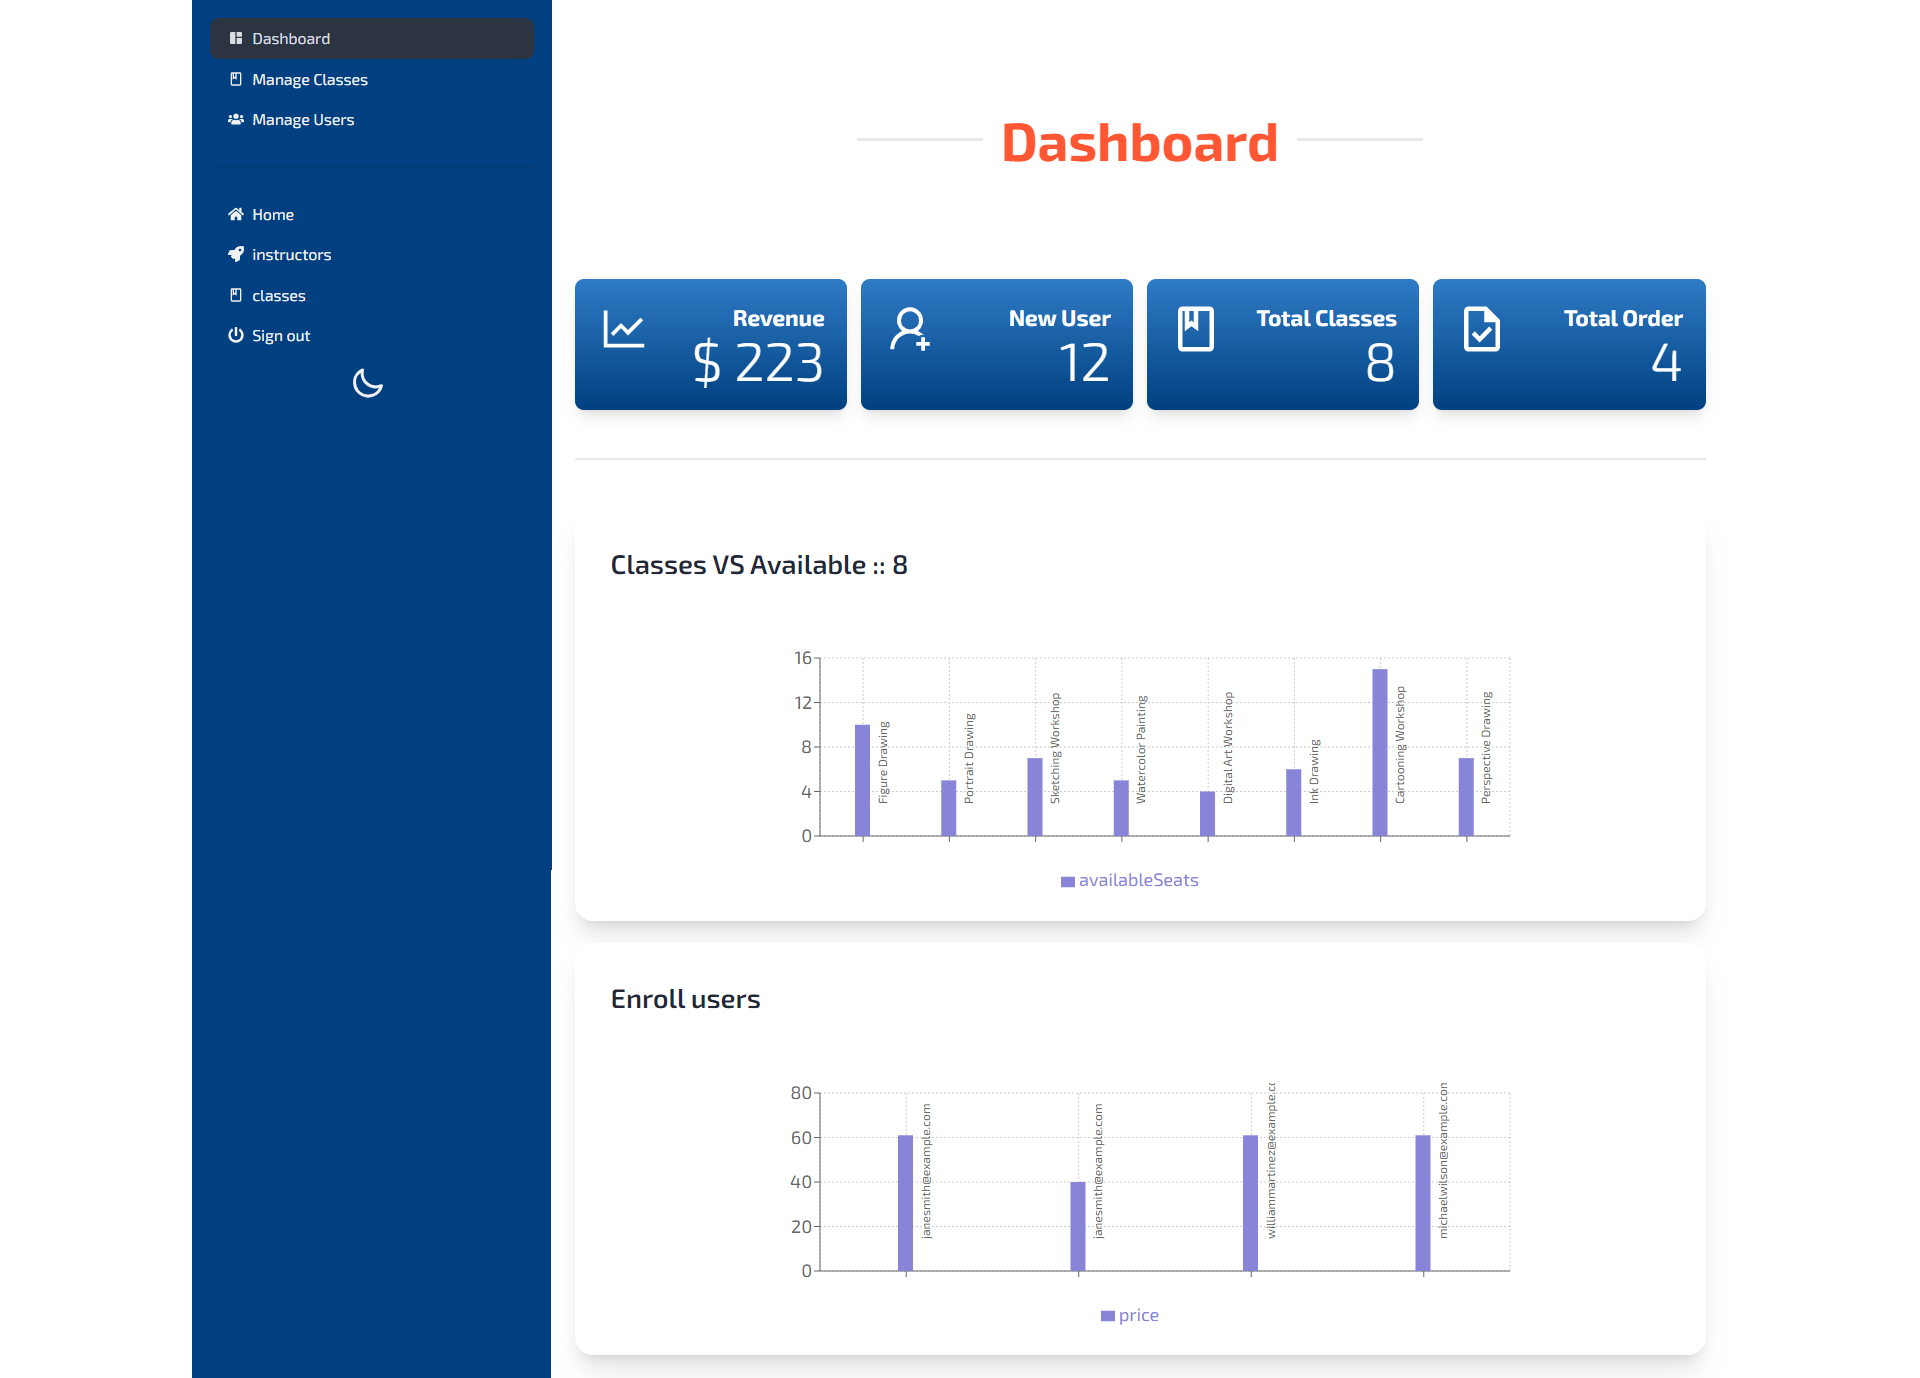 Dashboard
Manage Classes
Manage Users
Home
instructors
classes
Sign out
Dashboard
Revenue
$ 223
New User
12
Total Classes
8
Total Order
4
Classes VS Available :: 8
16
12
8
4
0
Figure Drawing
Portrait Drawing
Sketching Workshop
Watercolor Painting
Digital Art Workshop
Ink Drawing
Cartooning Workshop
Perspective Drawing
availableSeats
Enroll users
80
60
40
20
0
janesmith@example.com
janesmith@example.com
williammartinez@example.cc
michaelwilson@example.con
price